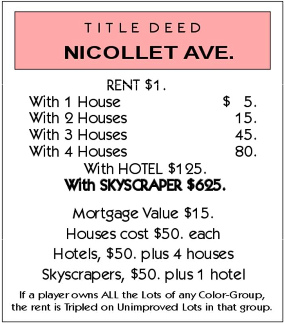 TITLE DEED
NICOLLET AVE.
RENT $1.
With 1 House $ 5.
With 2 Houses 15.
With 3 Houses 45.
With 4 Houses 80.
With HOTEL $125.
With SKYSCRAPER $625.
Mortgage Value $15.
Houses cost $50. each
Hotels, $50. plus 4 houses
Skyscrapers, $50. plus 1 hotel
If a player owns ALL the Lots of any Color-Group,
the rent is Tripled on Unimproved Lots in that group.